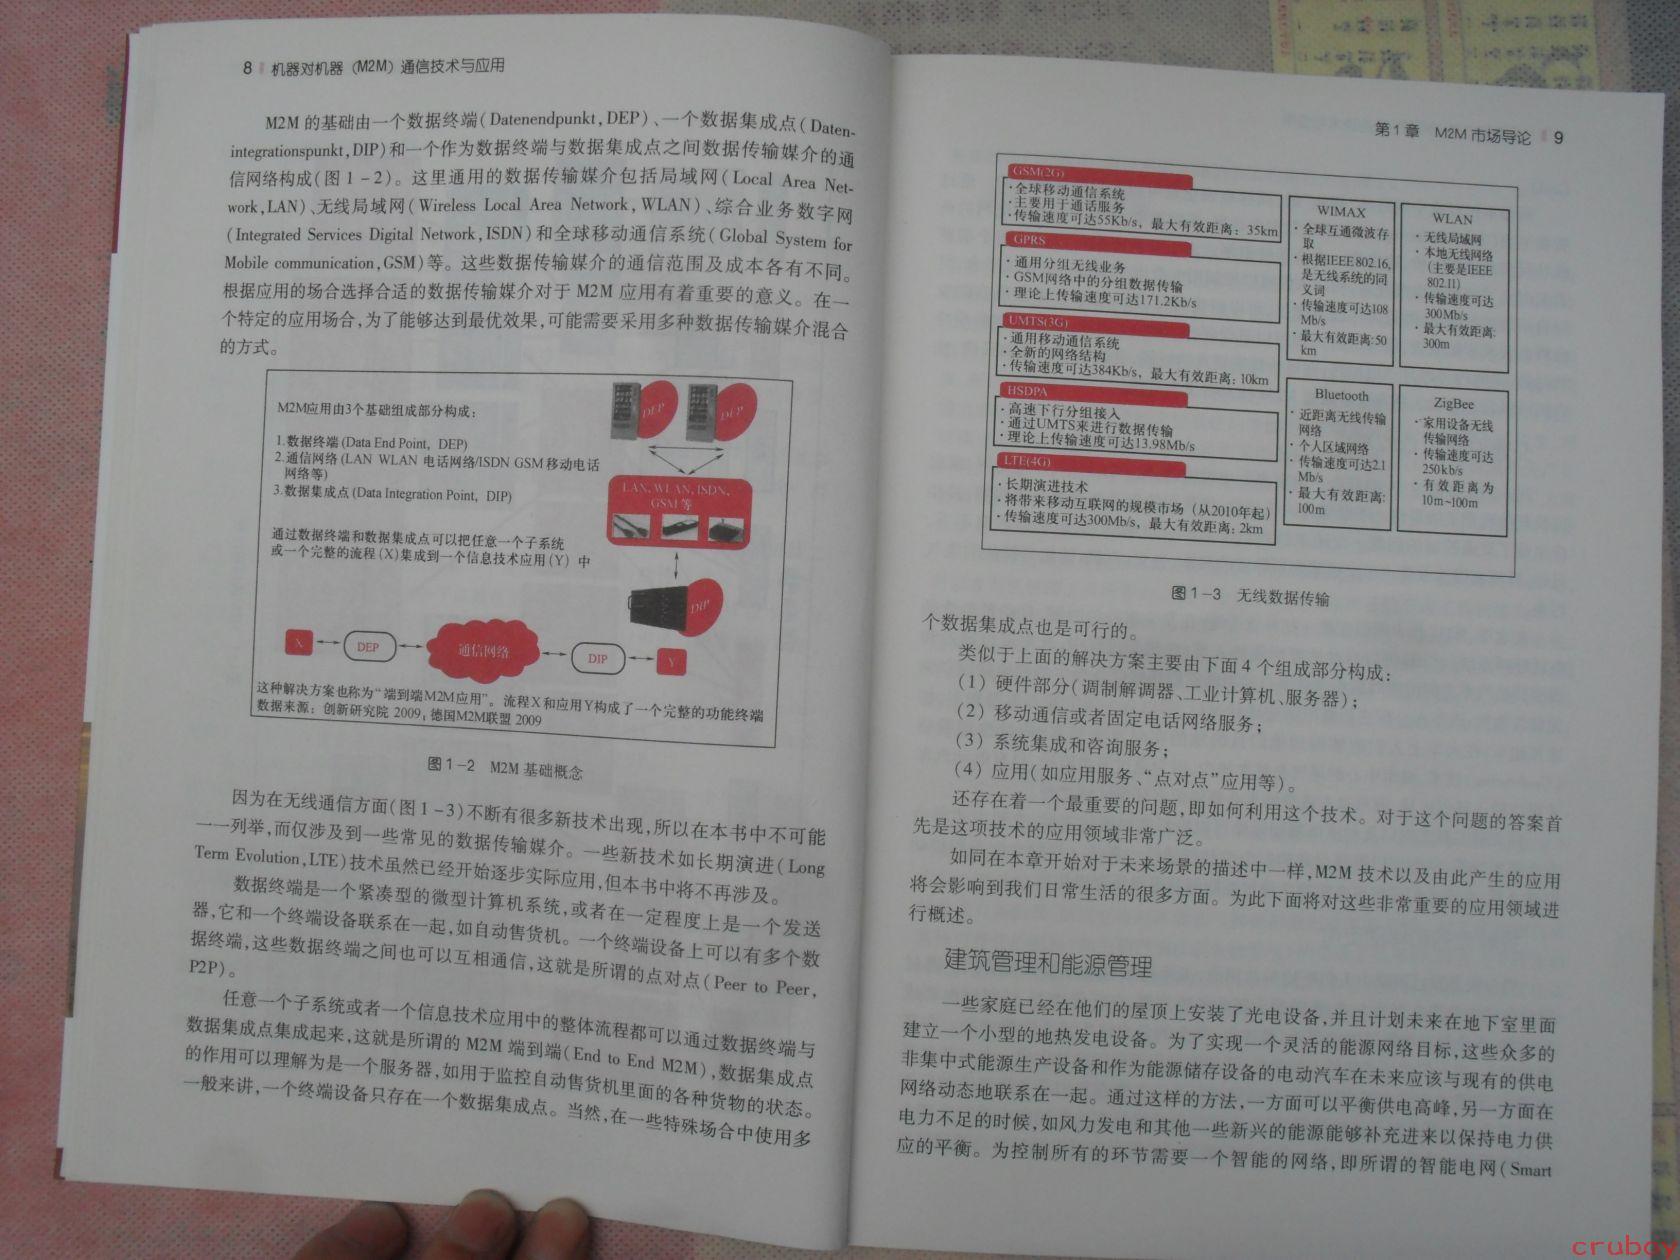 8 机器对机器（M2M）通信技术与应用
M2M 的基础由一个数据终端(Datenendpunkt,DEP)、一个数据集成点(Daten-
integrationspunkt,DIP)和一个作为数据终端与数据集成点之间数据传输媒介的通
信网络构成(图 1-2)。这里通用的数据传输媒介包括局域网(Local Area Net-
work,LAN)、无线局域网(Wireless Local Area Network,WLAN)、综合业务数字网
(Integrated Services Digital Network,ISDN)和全球移动通信系统(Global System for
Mobile communication,GSM)等。这些数据传输媒介的通信范围及成本各有不同。
根据应用的场合选择合适的数据传输媒介对于 M2M 应用有着重要的意义。在一
个特定的应用场合,为了能够达到最优效果,可能需要采用多种数据传输媒介混合
的方式。
M2M应用由3个基础组成部分构成：
1.数据终端(Data End Point, DEP)
2.通信网络(LAN WLAN 电话网络/ISDN GSM移动电话
网络等)
3.数据集成点(Data Integration Point, DIP)
通过数据终端和数据集成点可以把任意一个子系统
或一个完整的流程(X)集成到一个信息技术应用(Y) 中
DEP
DEP
LAN, WLAN, ISDN,
GSM等
DIP
X
DEP
通信网络
DIP
Y
这种解决方案也称为“端到端M2M应用”。流程X和应用Y构成了一个完整的功能终端
数据来源：创新研究院 2009；德国M2M联盟 2009
图 1-2 M2M 基础概念
因为在无线通信方面(图 1-3)不断有很多新技术出现,所以在本书中不可能
一一列举,而仅涉及到一些常见的数据传输媒介。一些新技术如长期演进(Long
Term Evolution,LTE)技术虽然已经开始逐步实际应用,但本书中将不再涉及。
数据终端是一个紧凑型的微型计算机系统,或者在一定程度上是一个发送
器,它和一个终端设备联系在一起,如自动售货机。一个终端设备上可以有多个数
据终端,这些数据终端之间也可以互相通信,这就是所谓的点对点(Peer to Peer,
P2P)。
任意一个子系统或者一个信息技术应用中的整体流程都可以通过数据终端与
数据集成点集成起来,这就是所谓的 M2M 端到端(End to End M2M),数据集成点
的作用可以理解为是一个服务器,如用于监控自动售货机里面的各种货物的状态。
一般来讲,一个终端设备只存在一个数据集成点。当然,在一些特殊场合中使用多
第 1 章 M2M 市场导论 9
GSM(2G)
·全球移动通信系统
·主要用于通话服务
·传输速度可达55Kb/s，最大有效距离：35km
GPRS
·通用分组无线业务
·GSM网络中的分组数据传输
·理论上传输速度可达171.2Kb/s
UMTS(3G)
·通用移动通信系统
·全新的网络结构
·传输速度可达384Kb/s，最大有效距离：10km
HSDPA
·高速下行分组接入
·通过UMTS来进行数据传输
·理论上传输速度可达13.98Mb/s
LTE(4G)
·长期演进技术
·将带来移动互联网的规模市场（从2010年起）
·传输速度可达300Mb/s，最大有效距离：2km
WIMAX
·全球互通微波存
取
·根据IEEE 802.16,
是无线系统的同
义词
·传输速度可达108
Mb/s
·最大有效距离:50
km
WLAN
·无线局域网
·本地无线网络
(主要是IEEE
802.11)
·传输速度可达
300Mb/s
·最大有效距离:
300m
Bluetooth
·近距离无线传输
网络
·个人区域网络
·传输速度可达2.1
Mb/s
·最大有效距离:
100m
ZigBee
·家用设备无线
传输网络
·传输速度可达
250kb/s
·有效距离为
10m~100m
图 1-3 无线数据传输
个数据集成点也是可行的。
类似于上面的解决方案主要由下面 4 个组成部分构成:
(1) 硬件部分(调制解调器、工业计算机、服务器);
(2) 移动通信或者固定电话网络服务;
(3) 系统集成和咨询服务;
(4) 应用(如应用服务、“点对点”应用等)。
还存在着一个最重要的问题,即如何利用这个技术。对于这个问题的答案首
先是这项技术的应用领域非常广泛。
如同在本章开始对于未来场景的描述中一样,M2M 技术以及由此产生的应用
将会影响到我们日常生活的很多方面。为此下面将对这些非常重要的应用领域进
行概述。
建筑管理和能源管理
一些家庭已经在他们的屋顶上安装了光电设备,并且计划未来在地下室里面
建立一个小型的地热发电设备。为了实现一个灵活的能源网络目标,这些众多的
非集中式能源生产设备和作为能源储存设备的电动汽车在未来应该与现有的供电
网络动态地联系在一起。通过这样的方法,一方面可以平衡供电高峰,另一方面在
电力不足的时候,如风力发电和其他一些新兴的能源能够补充进来以保持电力供
应的平衡。为控制所有的环节需要一个智能的网络,即所谓的智能电网(Smart
cruboy